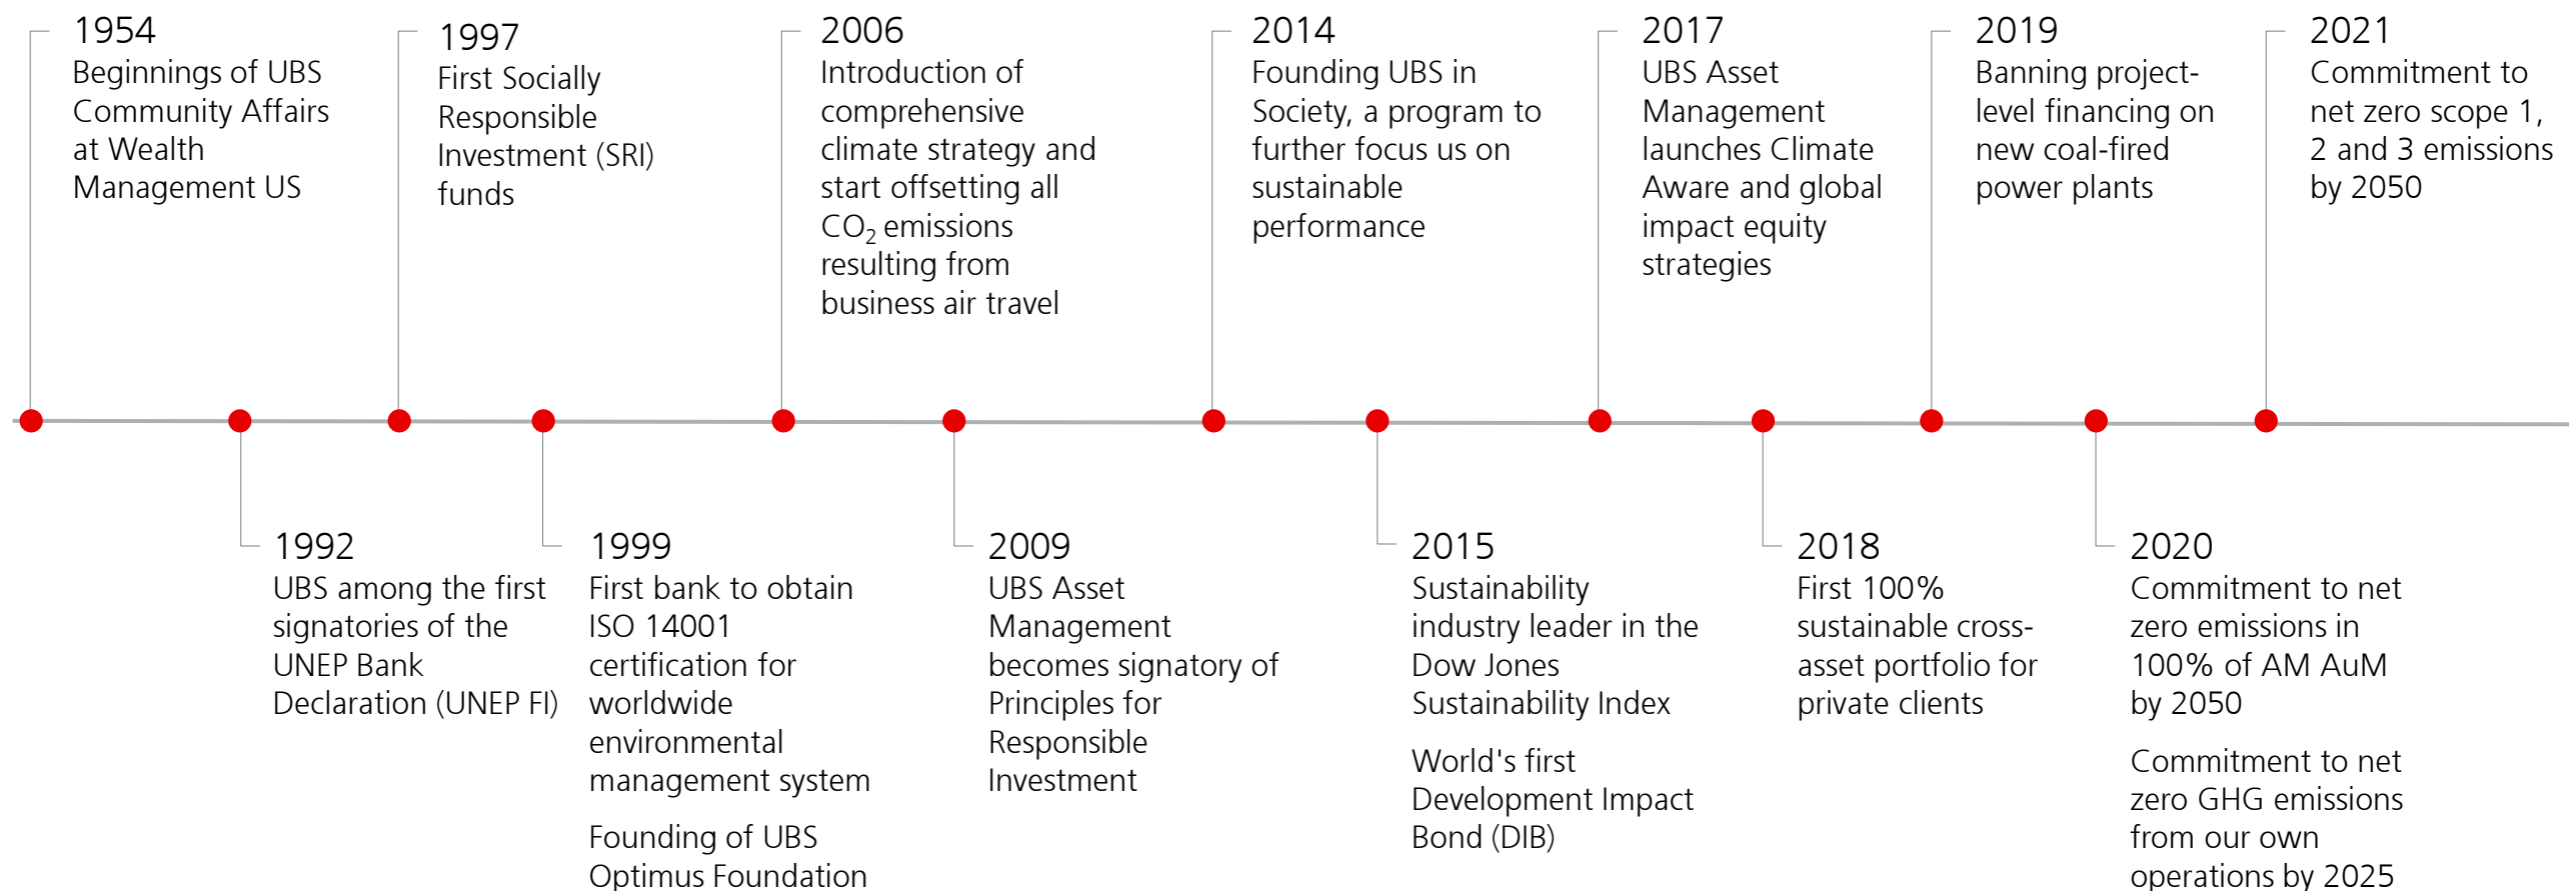 1954
Beginnings of UBS
Community Affairs
at Wealth
Management US
1997
First Socially
Responsible
Investment (SRI)
funds
2006
Introduction of
comprehensive
climate strategy and
start offsetting all
CO₂ emissions
resulting from
business air travel
2014
Founding UBS in
Society, a program to
further focus us on
sustainable
performance
2017
UBS Asset
Management
launches Climate
Aware and global
impact equity
strategies
2019
Banning project-
level financing on
new coal-fired
power plants
2021
Commitment to
net zero scope 1,
2 and 3 emissions
by 2050
1992
UBS among the first
signatories of the
UNEP Bank
Declaration (UNEP FI)
1999
First bank to obtain
ISO 14001
certification for
worldwide
environmental
management system
Founding of UBS
Optimus Foundation
2009
UBS Asset
Management
becomes signatory of
Principles for
Responsible
Investment
2015
Sustainability
industry leader in the
Dow Jones
Sustainability Index
World's first
Development Impact
Bond (DIB)
2018
First 100%
sustainable cross-
asset portfolio for
private clients
2020
Commitment to net
zero emissions in
100% of AM AuM
by 2050
Commitment to net
zero GHG emissions
from our own
operations by 2025